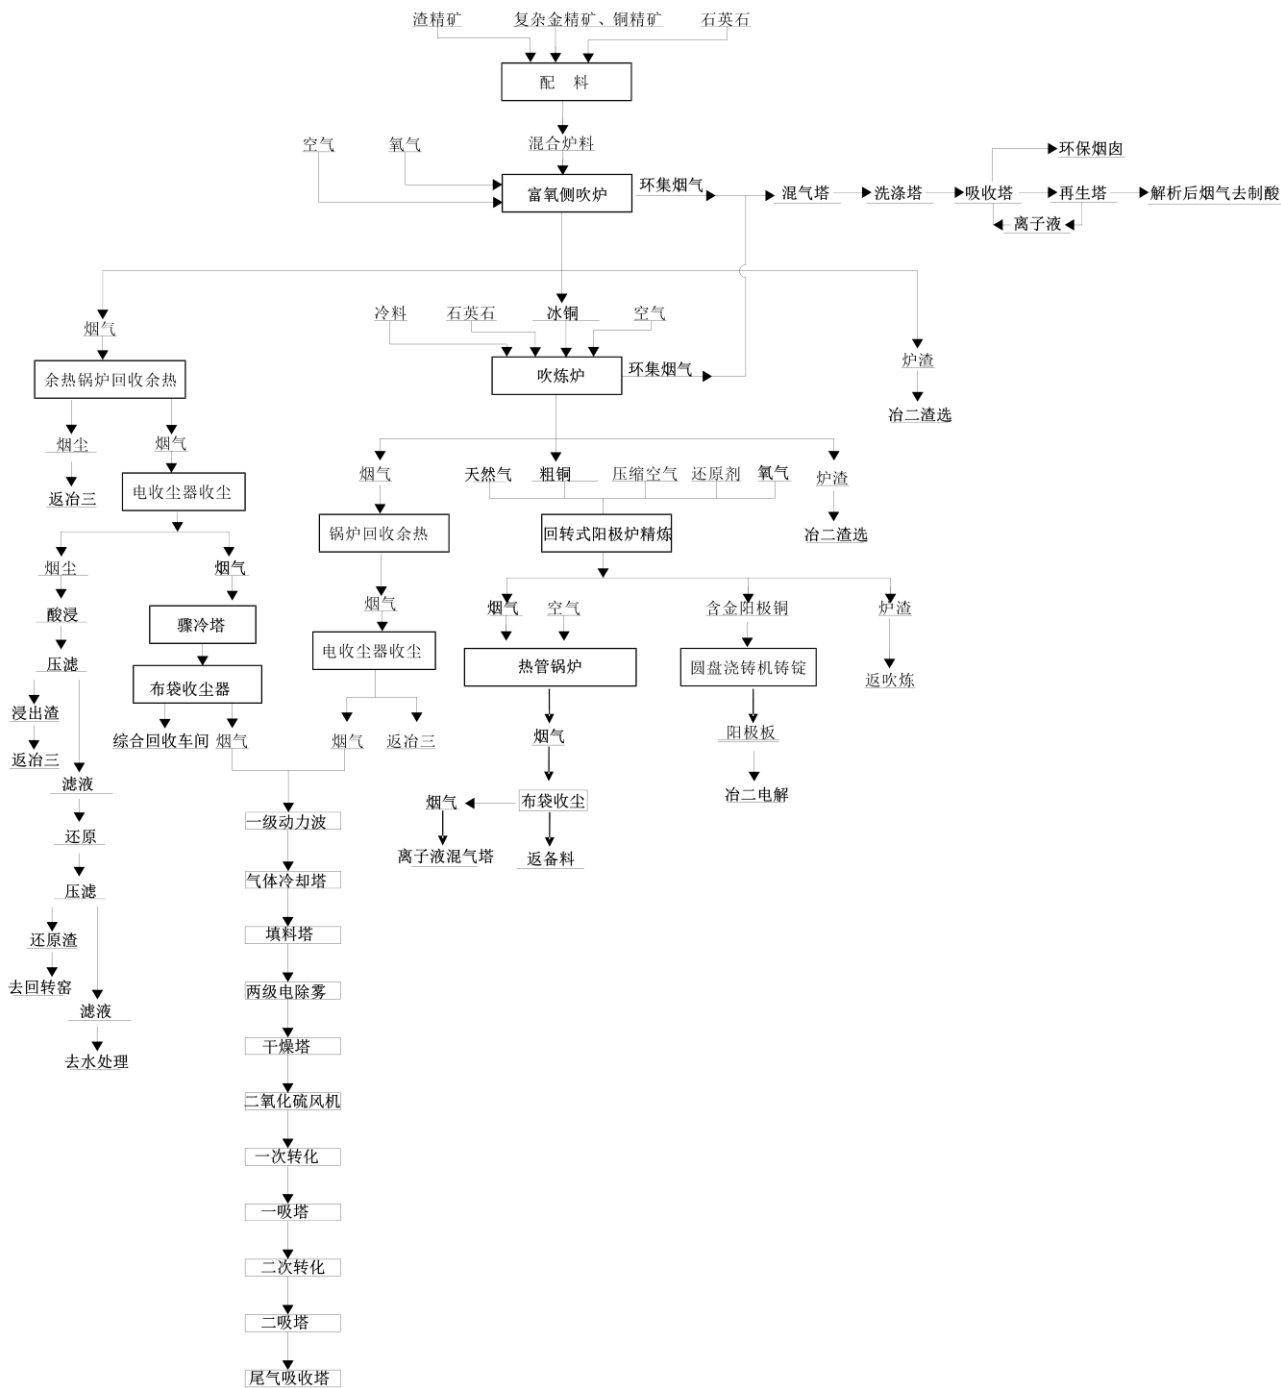 渣精矿
复杂金精矿、铜精矿
石英石
配 料
空气
氧气
混合炉料
环保烟囱
富氧侧吹炉
环集烟气
混气塔
洗涤塔
吸收塔
再生塔
解析后烟气去制酸
离子液
烟气
冷料
石英石
冰铜
空气
炉渣
余热锅炉回收余热
吹炼炉
环集烟气
冶二渣选
烟尘
烟气
返冶三
电收尘器收尘
烟气
天然气
粗铜
压缩空气
还原剂
氧气
炉渣
锅炉回收余热
回转式阳极炉精炼
冶二渣选
烟尘
烟气
酸浸
骤冷塔
烟气
烟气
空气
含金阳极铜
炉渣
压滤
布袋收尘器
电收尘器收尘
热管锅炉
圆盘浇铸机铸锭
返吹炼
浸出渣
综合回收车间
烟气
烟气
返冶三
烟气
阳极板
返冶三
滤液
烟气
布袋收尘
冶二电解
一级动力波
还原
离子液混气塔
返备料
气体冷却塔
压滤
填料塔
还原渣
两级电除雾
去回转窑
滤液
干燥塔
去水处理
二氧化硫风机
一次转化
一吸塔
二次转化
二吸塔
尾气吸收塔